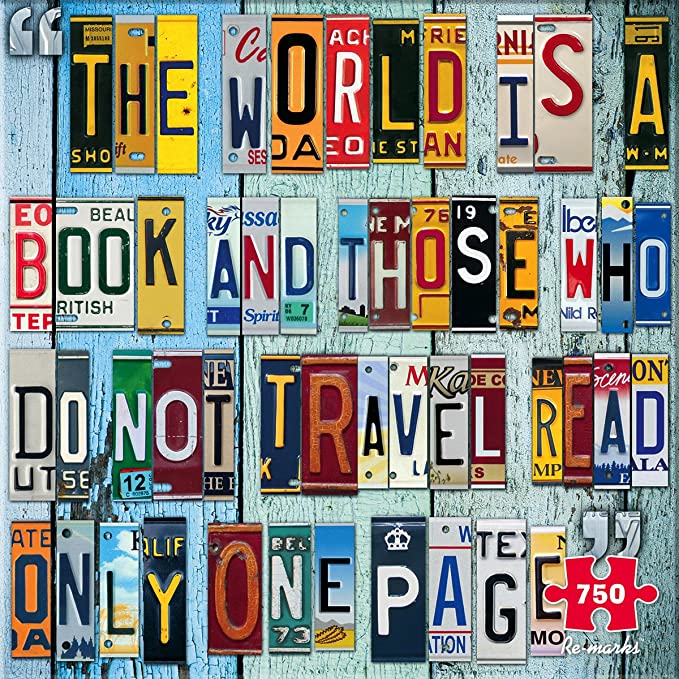 “THE WORLD IS A
BOOK AND THOSE WHO
DO NOT TRAVEL READ
ONLY ONE PAGE”
750
Re-marks